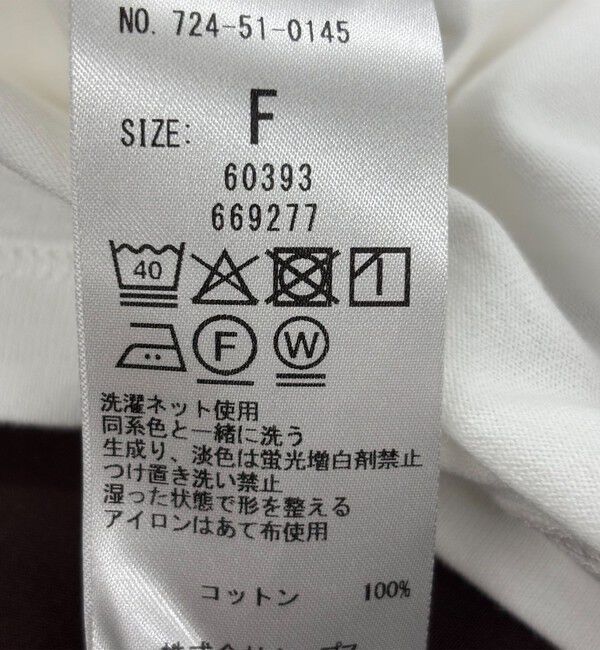 NO. 724-51-0145
SIZE: F
60393
669277
40
F W
洗濯ネット使用
同系色と一緒に洗う
生成り、淡色は蛍光増白剤禁止
つけ置き洗い禁止
湿った状態で形を整える
アイロンはあて布使用
コットン 100%